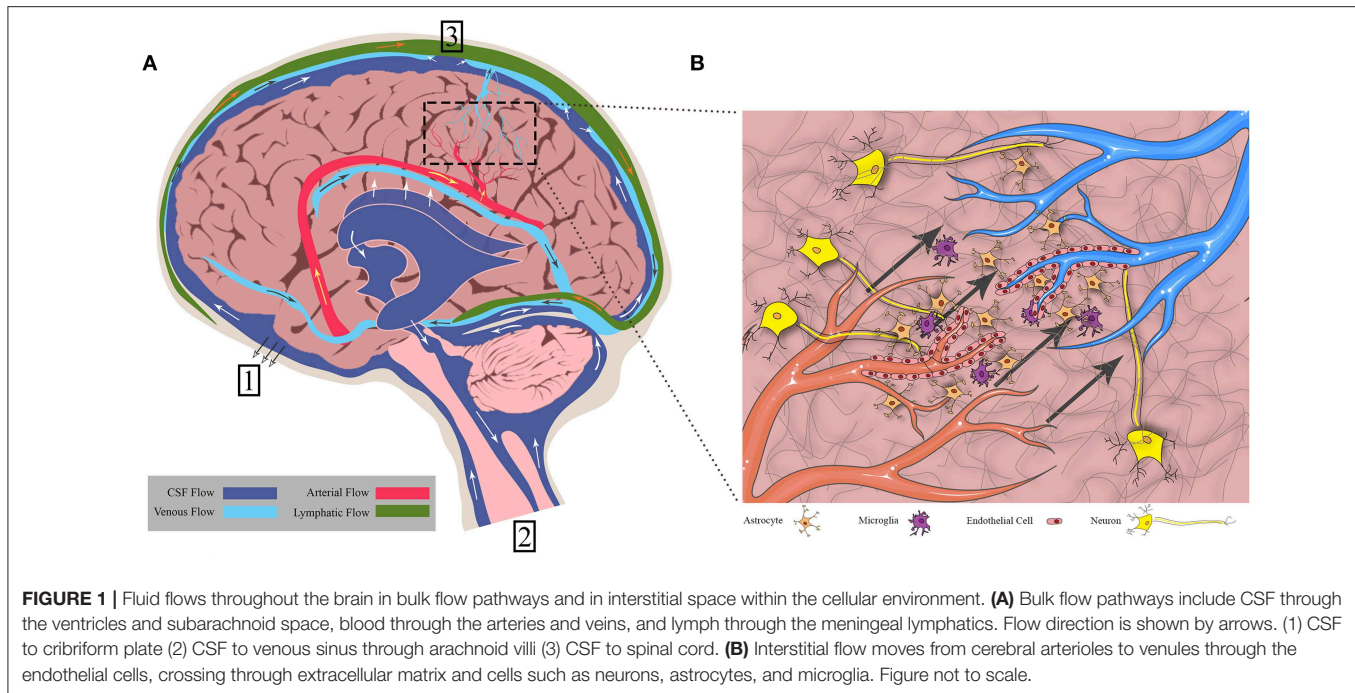 A
B
3
1
2
CSF Flow
Arterial Flow
Venous Flow
Lymphatic Flow
Astrocyte
Microglia
Endothelial Cell
Neuron
FIGURE 1 | Fluid flows throughout the brain in bulk flow pathways and in interstitial space within the cellular environment. (A) Bulk flow pathways include CSF through
the ventricles and subarachnoid space, blood through the arteries and veins, and lymph through the meningeal lymphatics. Flow direction is shown by arrows. (1) CSF
to cribriform plate (2) CSF to venous sinus through arachnoid villi (3) CSF to spinal cord. (B) Interstitial flow moves from cerebral arterioles to venules through the
endothelial cells, crossing through extracellular matrix and cells such as neurons, astrocytes, and microglia. Figure not to scale.